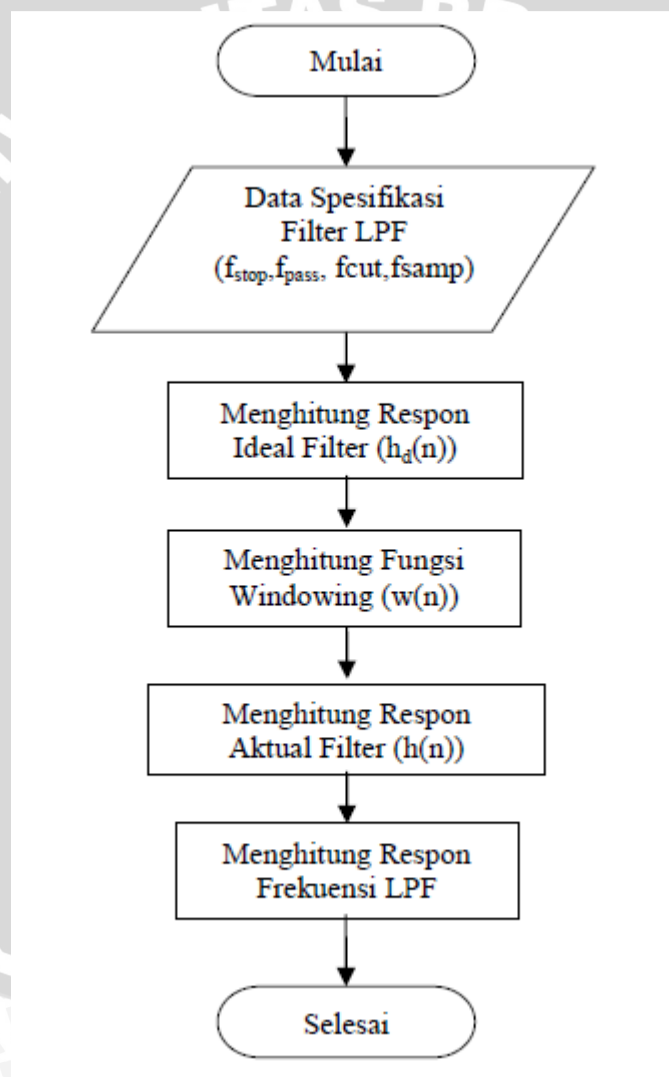 Mulai
Data Spesifikasi
Filter LPF
(fstop,fpass, fcut,fsamp)
Menghitung Respon
Ideal Filter (hd(n))
Menghitung Fungsi
Windowing (w(n))
Menghitung Respon
Aktual Filter (h(n))
Menghitung Respon
Frekuensi LPF
Selesai